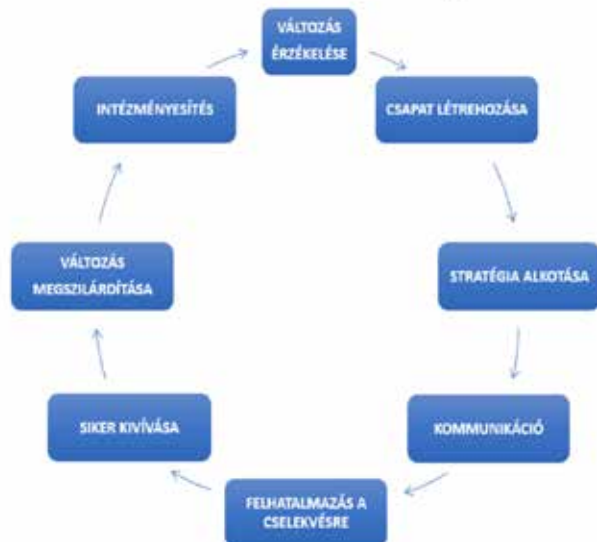 VÁLTOZÁS
ÉRZÉKELÉSE
CSAPAT LÉTREHOZÁSA
STRATÉGIA ALKOTÁSA
KOMMUNIKÁCIÓ
FELHATALMAZÁS A
CSELEKVÉSRE
SIKER KIVÍVÁSA
VÁLTOZÁS
MEGSZILÁRDÍTÁSA
INTÉZMÉNYESÍTÉS